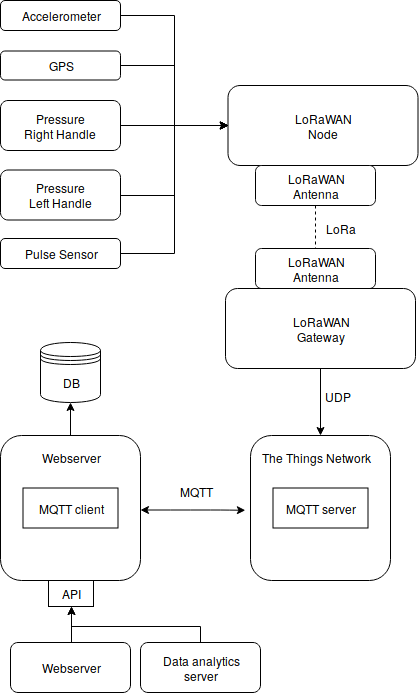 Accelerometer
GPS
Pressure
Right Handle
Pressure
Left Handle
Pulse Sensor
LoRaWAN
Node
LoRaWAN
Antenna
LoRa
LoRaWAN
Antenna
LoRaWAN
Gateway
UDP
DB
Webserver
MQTT client
MQTT
The Things Network
MQTT server
API
Webserver
Data analytics
server